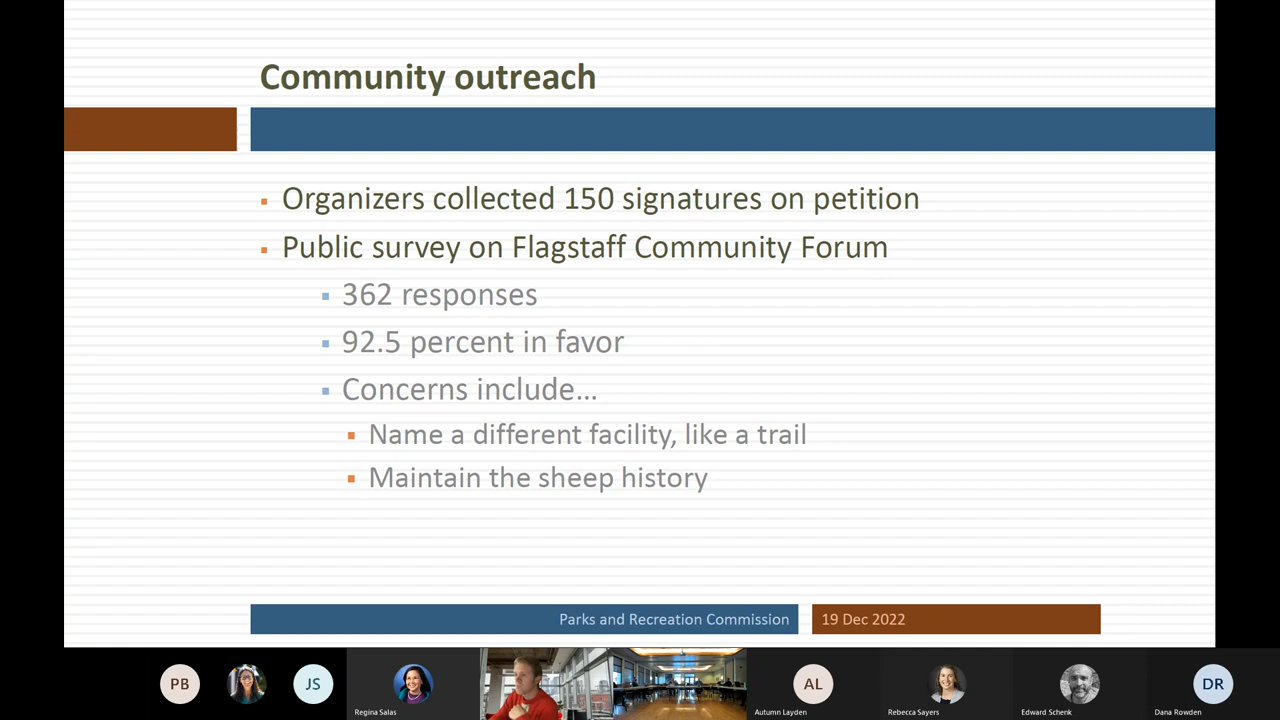 Community outreach
Organizers collected 150 signatures on petition
Public survey on Flagstaff Community Forum
362 responses
92.5 percent in favor
Concerns include…
Name a different facility, like a trail
Maintain the sheep history
Parks and Recreation Commission
19 Dec 2022
PB
JS
AL
DR
Regina Salas
Autumn Layden
Rebecca Sayers
Edward Schenk
Dana Rowden